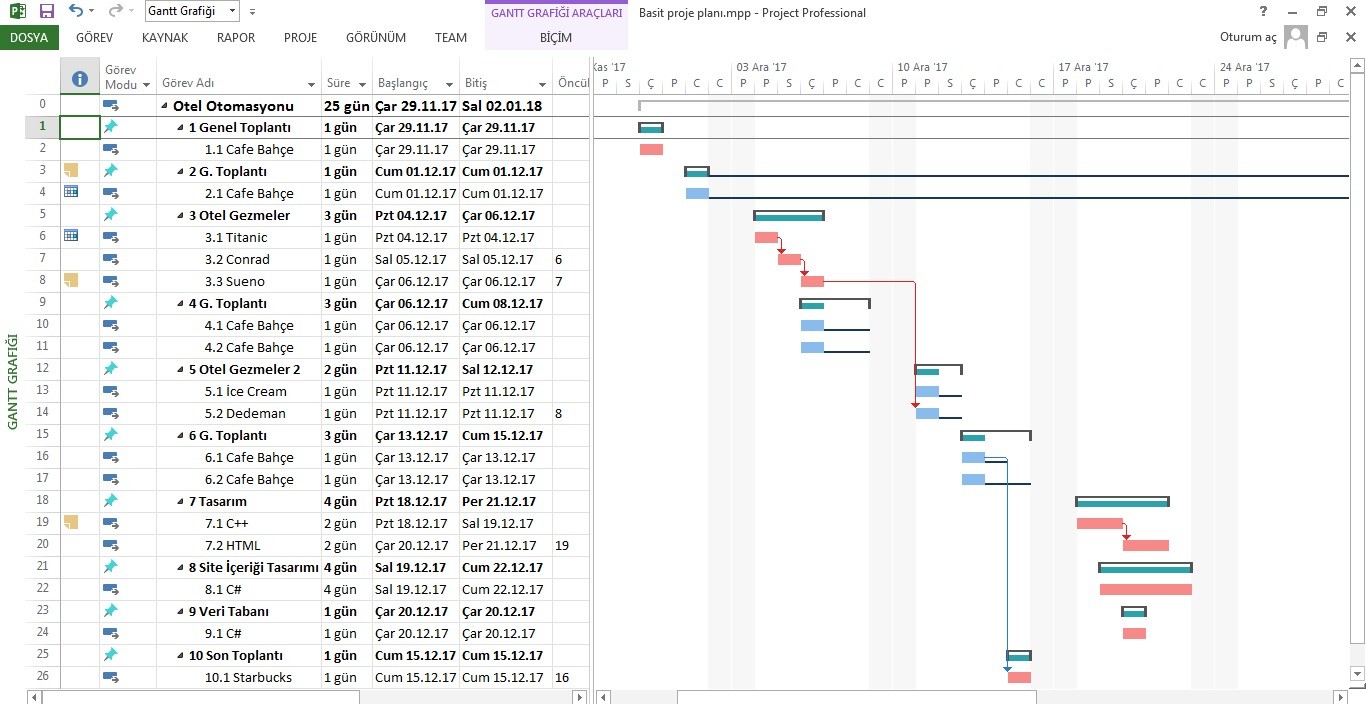 Gantt Grafiği
GANTT GRAFİĞİ ARAÇLARI
Basit proje planı.mpp - Project Professional
DOSYA GÖREV KAYNAK RAPOR PROJE GÖRÜNÜM TEAM BİÇİM Oturum aç
Görev Modu Görev Adı Süre Başlangıç Bitiş Öncül
Kas '17 03 Ara '17 10 Ara '17 17 Ara '17 24 Ara '17
P S Ç P C C P S Ç P C C P S Ç P C C P S Ç P C C P S Ç P C C P
GANTT GRAFİĞİ
0 Otel Otomasyonu 25 gün Çar 29.11.17 Sal 02.01.18
1 1 Genel Toplantı 1 gün Çar 29.11.17 Çar 29.11.17
2 1.1 Cafe Bahçe 1 gün Çar 29.11.17 Çar 29.11.17
3 2 G. Toplantı 1 gün Cum 01.12.17 Cum 01.12.17
4 2.1 Cafe Bahçe 1 gün Cum 01.12.17 Cum 01.12.17
5 3 Otel Gezmeler 3 gün Pzt 04.12.17 Çar 06.12.17
6 3.1 Titanic 1 gün Pzt 04.12.17 Pzt 04.12.17
7 3.2 Conrad 1 gün Sal 05.12.17 Sal 05.12.17 6
8 3.3 Sueno 1 gün Çar 06.12.17 Çar 06.12.17 7
9 4 G. Toplantı 3 gün Çar 06.12.17 Cum 08.12.17
10 4.1 Cafe Bahçe 1 gün Çar 06.12.17 Çar 06.12.17
11 4.2 Cafe Bahçe 1 gün Çar 06.12.17 Çar 06.12.17
12 5 Otel Gezmeler 2 2 gün Pzt 11.12.17 Sal 12.12.17
13 5.1 İce Cream 1 gün Pzt 11.12.17 Pzt 11.12.17
14 5.2 Dedeman 1 gün Pzt 11.12.17 Pzt 11.12.17 8
15 6 G. Toplantı 3 gün Çar 13.12.17 Cum 15.12.17
16 6.1 Cafe Bahçe 1 gün Çar 13.12.17 Çar 13.12.17
17 6.2 Cafe Bahçe 1 gün Çar 13.12.17 Çar 13.12.17
18 7 Tasarım 4 gün Pzt 18.12.17 Per 21.12.17
19 7.1 C++ 2 gün Pzt 18.12.17 Sal 19.12.17
20 7.2 HTML 2 gün Çar 20.12.17 Per 21.12.17 19
21 8 Site İçeriği Tasarımı 4 gün Sal 19.12.17 Cum 22.12.17
22 8.1 C# 4 gün Sal 19.12.17 Cum 22.12.17
23 9 Veri Tabanı 1 gün Çar 20.12.17 Çar 20.12.17
24 9.1 C# 1 gün Çar 20.12.17 Çar 20.12.17
25 10 Son Toplantı 1 gün Cum 15.12.17 Cum 15.12.17
26 10.1 Starbucks 1 gün Cum 15.12.17 Cum 15.12.17 16